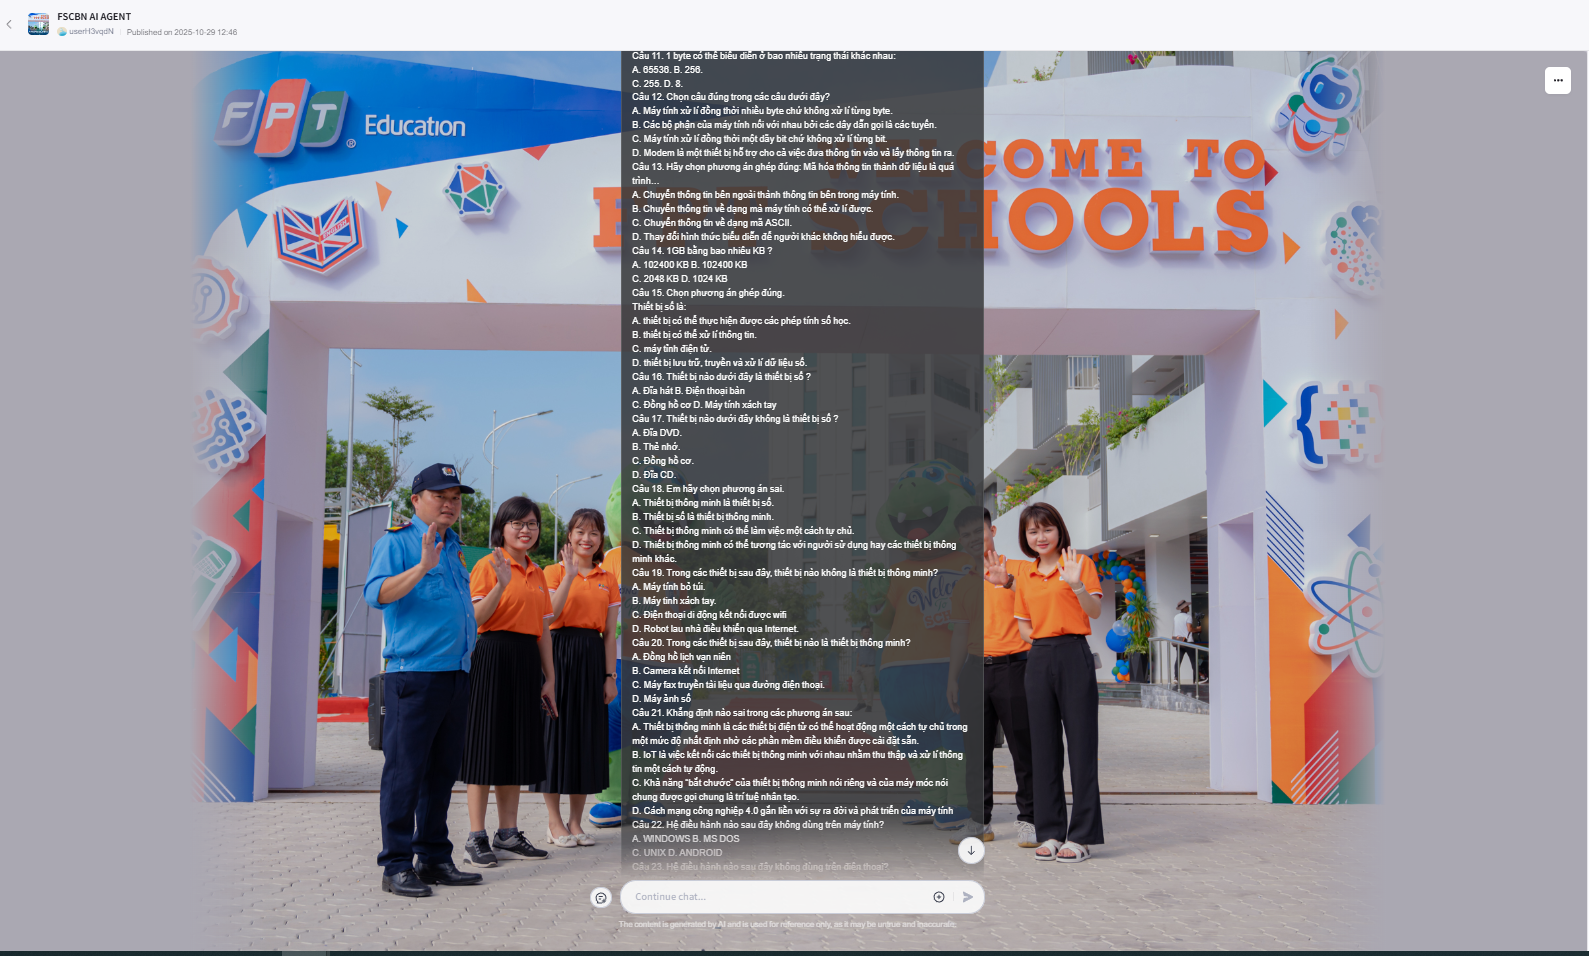 FSCBN AI AGENT
userH3vqdN | Published on 2025-10-29 12:46
FPT Education
®
ENGLISH
WELCOME TO
SCHOOLS
Câu 11. 1 byte có thể biểu diễn ở bao nhiêu trạng thái khác nhau:
A. 65536. B. 256.
C. 255. D. 8.
Câu 12. Chọn câu đúng trong các câu dưới đây?
A. Máy tính xử lí đồng thời nhiều byte chứ không xử lí từng byte.
B. Các bộ phận của máy tính nối với nhau bởi các dây dẫn gọi là các tuyến.
C. Máy tính xử lí đồng thời một dãy bit chứ không xử lí từng bit.
D. Modem là một thiết bị hỗ trợ cho cả việc đưa thông tin vào và lấy thông tin ra.
Câu 13. Hãy chọn phương án ghép đúng: Mã hóa thông tin thành dữ liệu là quá
trình...
A. Chuyển thông tin bên ngoài thành thông tin bên trong máy tính.
B. Chuyển thông tin về dạng mà máy tính có thể xử lí được.
C. Chuyển thông tin về dạng mã ASCII.
D. Thay đổi hình thức biểu diễn để người khác không hiểu được.
Câu 14. 1GB bằng bao nhiêu KB ?
A. 102400 KB B. 102400 KB
C. 2048 KB D. 1024 KB
Câu 15. Chọn phương án ghép đúng.
Thiết bị số là:
A. thiết bị có thể thực hiện được các phép tính số học.
B. thiết bị có thể xử lí thông tin.
C. máy tính điện tử.
D. thiết bị lưu trữ, truyền và xử lí dữ liệu số.
Câu 16. Thiết bị nào dưới đây là thiết bị số ?
A. Đĩa hát B. Điện thoại bàn
C. Đồng hồ cơ D. Máy tính xách tay
Câu 17. Thiết bị nào dưới đây không là thiết bị số ?
A. Đĩa DVD.
B. Thẻ nhớ.
C. Đồng hồ cơ.
D. Đĩa CD.
Câu 18. Em hãy chọn phương án sai.
A. Thiết bị thông minh là thiết bị số.
B. Thiết bị số là thiết bị thông minh.
C. Thiết bị thông minh có thể làm việc một cách tự chủ.
D. Thiết bị thông minh có thể tương tác với người sử dụng hay các thiết bị thông
minh khác.
Câu 19. Trong các thiết bị sau đây, thiết bị nào không là thiết bị thông minh?
A. Máy tính bỏ túi.
B. Máy tính xách tay.
C. Điện thoại di động kết nối được wifi
D. Robot lau nhà điều khiển qua Internet.
Câu 20. Trong các thiết bị sau đây, thiết bị nào là thiết bị thông minh?
A. Đồng hồ lịch vạn niên
B. Camera kết nối Internet
C. Máy fax truyền tài liệu qua đường điện thoại.
D. Máy ảnh số
Câu 21. Khẳng định nào sai trong các phương án sau:
A. Thiết bị thông minh là các thiết bị điện tử có thể hoạt động một cách tự chủ trong
một mức độ nhất định nhờ các phần mềm điều khiển được cài đặt sẵn.
B. IoT là việc kết nối các thiết bị thông minh với nhau nhằm thu thập và xử lí thông
tin một cách tự động.
C. Khả năng "bắt chước" của thiết bị thông minh nói riêng và của máy móc nói
chung được gọi chung là trí tuệ nhân tạo.
D. Cách mạng công nghiệp 4.0 gắn liền với sự ra đời và phát triển của máy tính
Câu 22. Hệ điều hành nào sau đây không dùng trên máy tính?
A. WINDOWS B. MS DOS
C. UNIX D. ANDROID
Câu 23. Hệ điều hành nào sau đây không dùng trên điện thoại?
Welcome
Continue chat...
The content is generated by AI and is used for reference only, as it may be untrue and inaccurate.